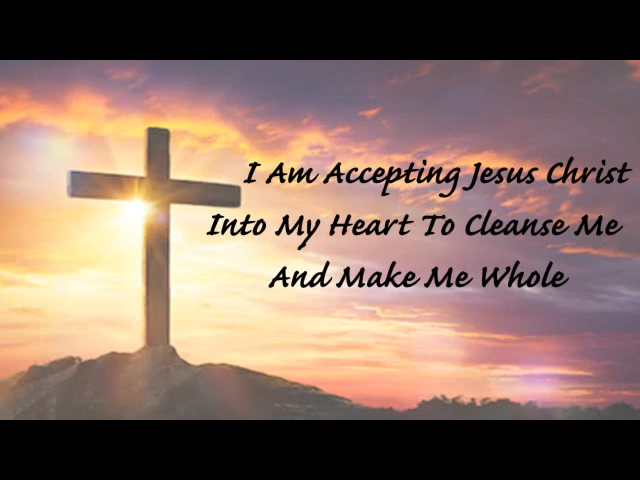 I Am Accepting Jesus Christ
Into My Heart To Cleanse Me
And Make Me Whole